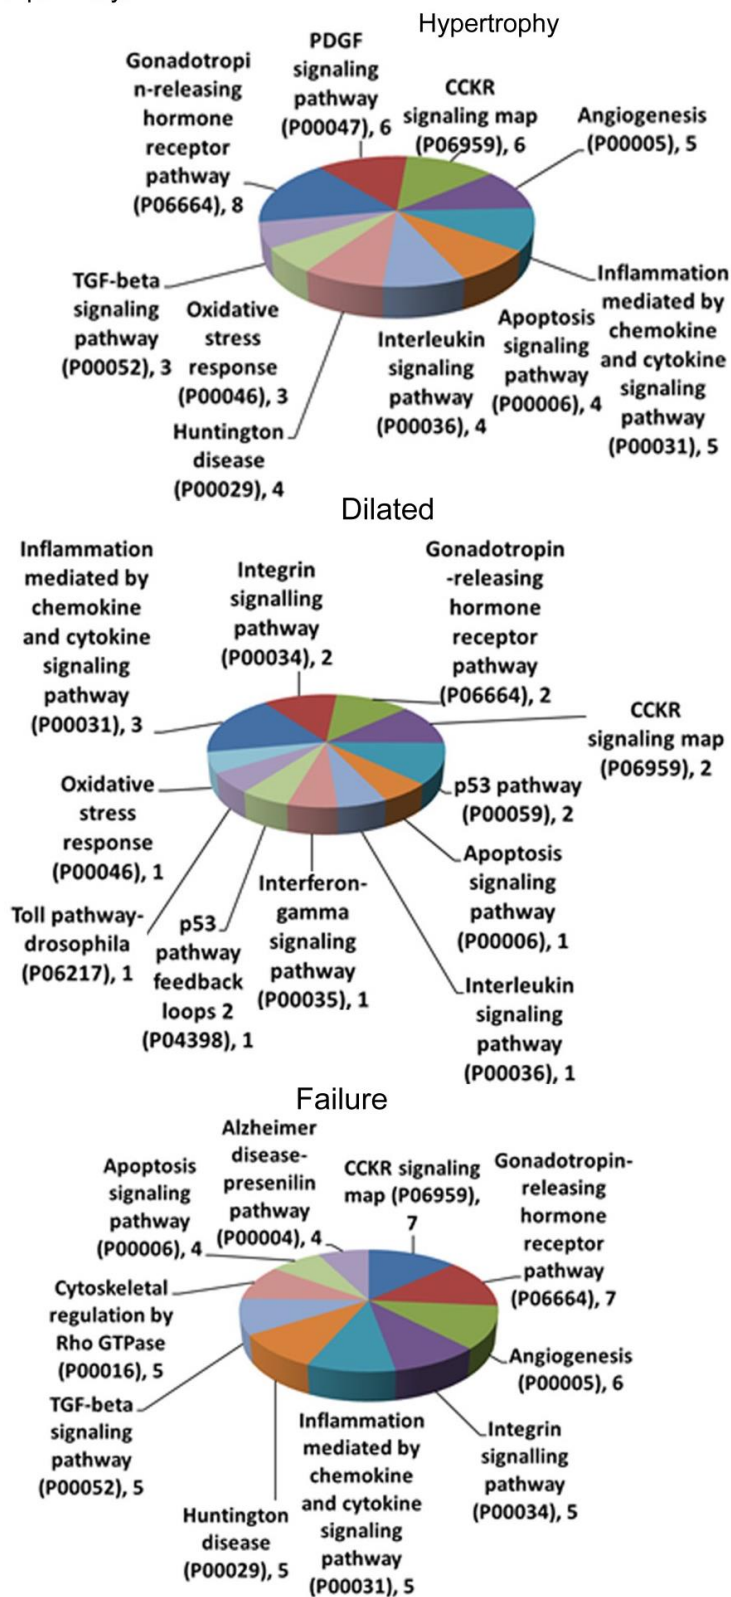 Hypertrophy
Gonadotropi
n-releasing
hormone
receptor
pathway
(P06664), 8
PDGF
signaling
pathway
(P00047), 6
CCKR
signaling map
(P06959), 6
Angiogenesis
(P00005), 5
TGF-beta
signaling
pathway
(P00052), 3
Oxidative
stress
response
(P00046), 3
Huntington
disease
(P00029), 4
Interleukin
signaling
pathway
(P00036), 4
Apoptosis
signaling
pathway
(P00006), 4
Inflammation
mediated by
chemokine
and cytokine
signaling
pathway
(P00031), 5
Dilated
Inflammation
mediated by
chemokine
and cytokine
signaling
pathway
(P00031), 3
Integrin
signalling
pathway
(P00034), 2
Gonadotropin
-releasing
hormone
receptor
pathway
(P06664), 2
CCKR
signaling map
(P06959), 2
Oxidative
stress
response
(P00046), 1
p53 pathway
(P00059), 2
Apoptosis
signaling
pathway
(P00006), 1
Toll pathway-
drosophila
(P06217), 1
p53
pathway
feedback
loops 2
(P04398), 1
Interferon-
gamma
signaling
pathway
(P00035), 1
Interleukin
signaling
pathway
(P00036), 1
Failure
Apoptosis
signaling
pathway
(P00006), 4
Alzheimer
disease-
presenilin
pathway
(P00004), 4
CCKR signaling
map (P06959),
7
Gonadotropin-
releasing
hormone
receptor
pathway
(P06664), 7
Cytoskeletal
regulation by
Rho GTPase
(P00016), 5
Angiogenesis
(P00005), 6
TGF-beta
signaling
pathway
(P00052), 5
Huntington
disease
(P00029), 5
Inflammation
mediated by
chemokine
and cytokine
signaling
pathway
(P00031), 5
Integrin
signalling
pathway
(P00034), 5